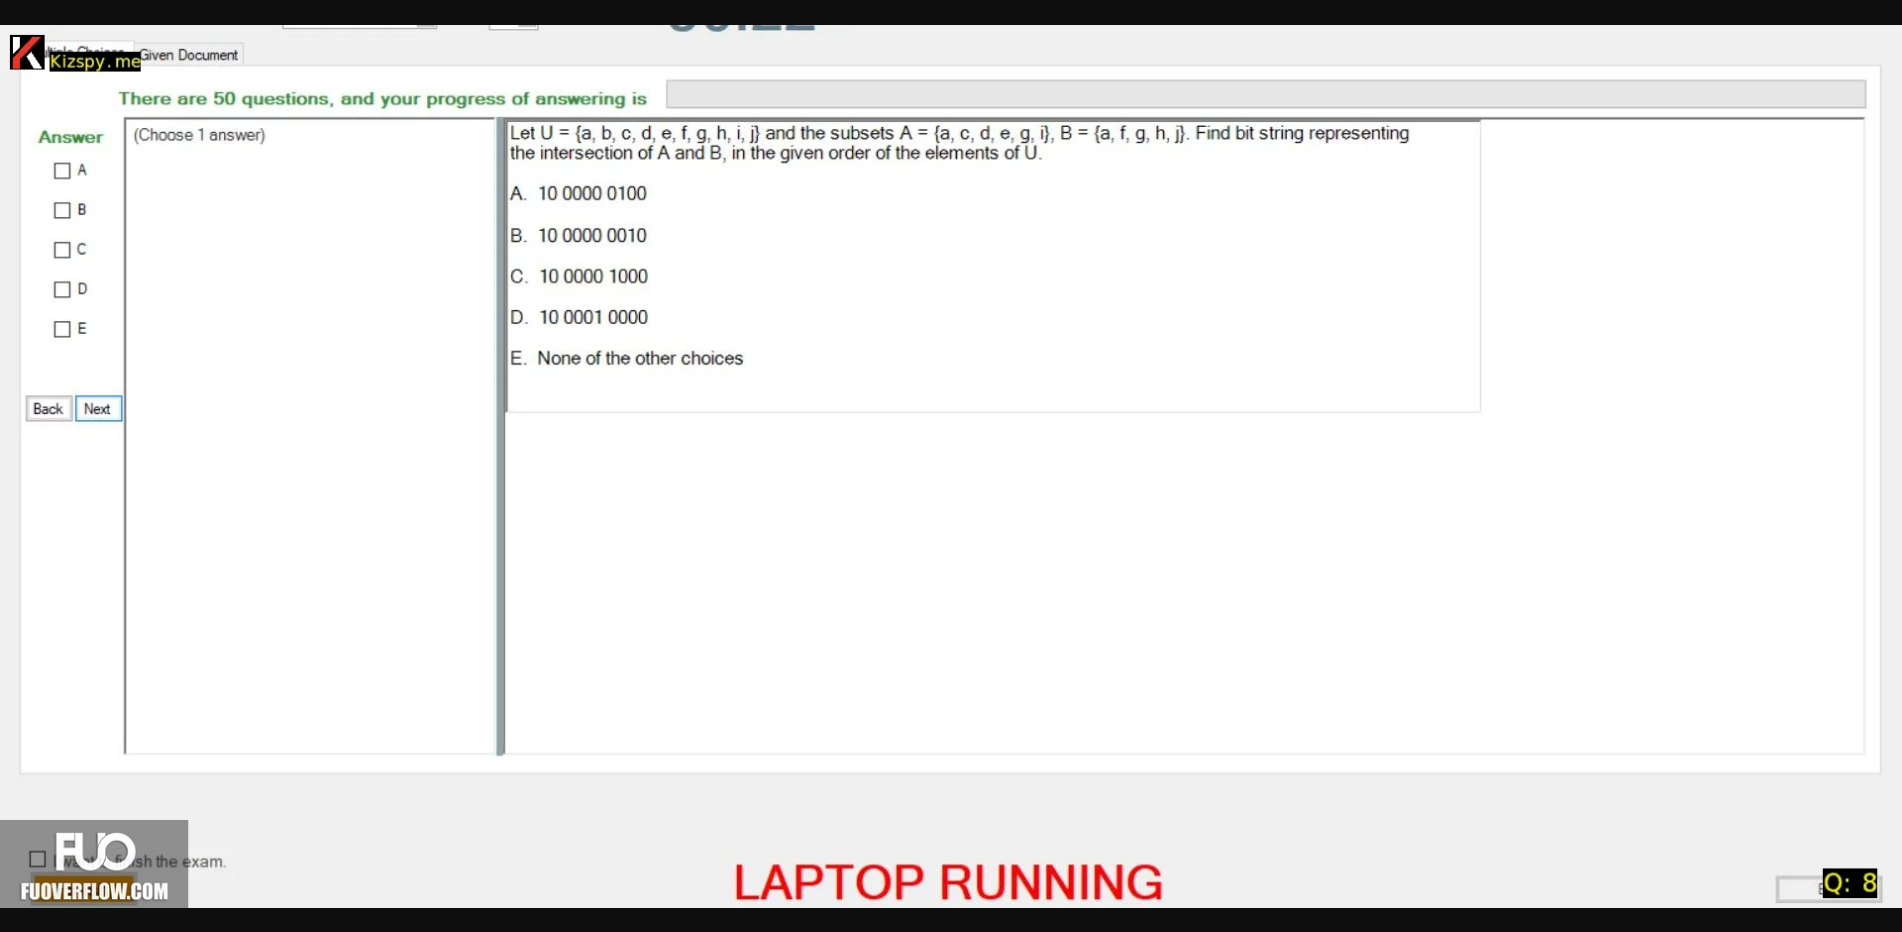 Kizspy.me
Given Document
There are 50 questions, and your progress of answering is
Answer
(Choose 1 answer)
A
B
C
D
E
Back Next
Let U = {a, b, c, d, e, f, g, h, i, j} and the subsets A = {a, c, d, e, g, i}, B = {a, f, g, h, j}. Find bit string representing
the intersection of A and B, in the given order of the elements of U.
A. 10 0000 0100
B. 10 0000 0010
C. 10 0000 1000
D. 10 0001 0000
E. None of the other choices
FUO
the exam.
FUOVERFLOW.COM
LAPTOP RUNNING
Q: 8